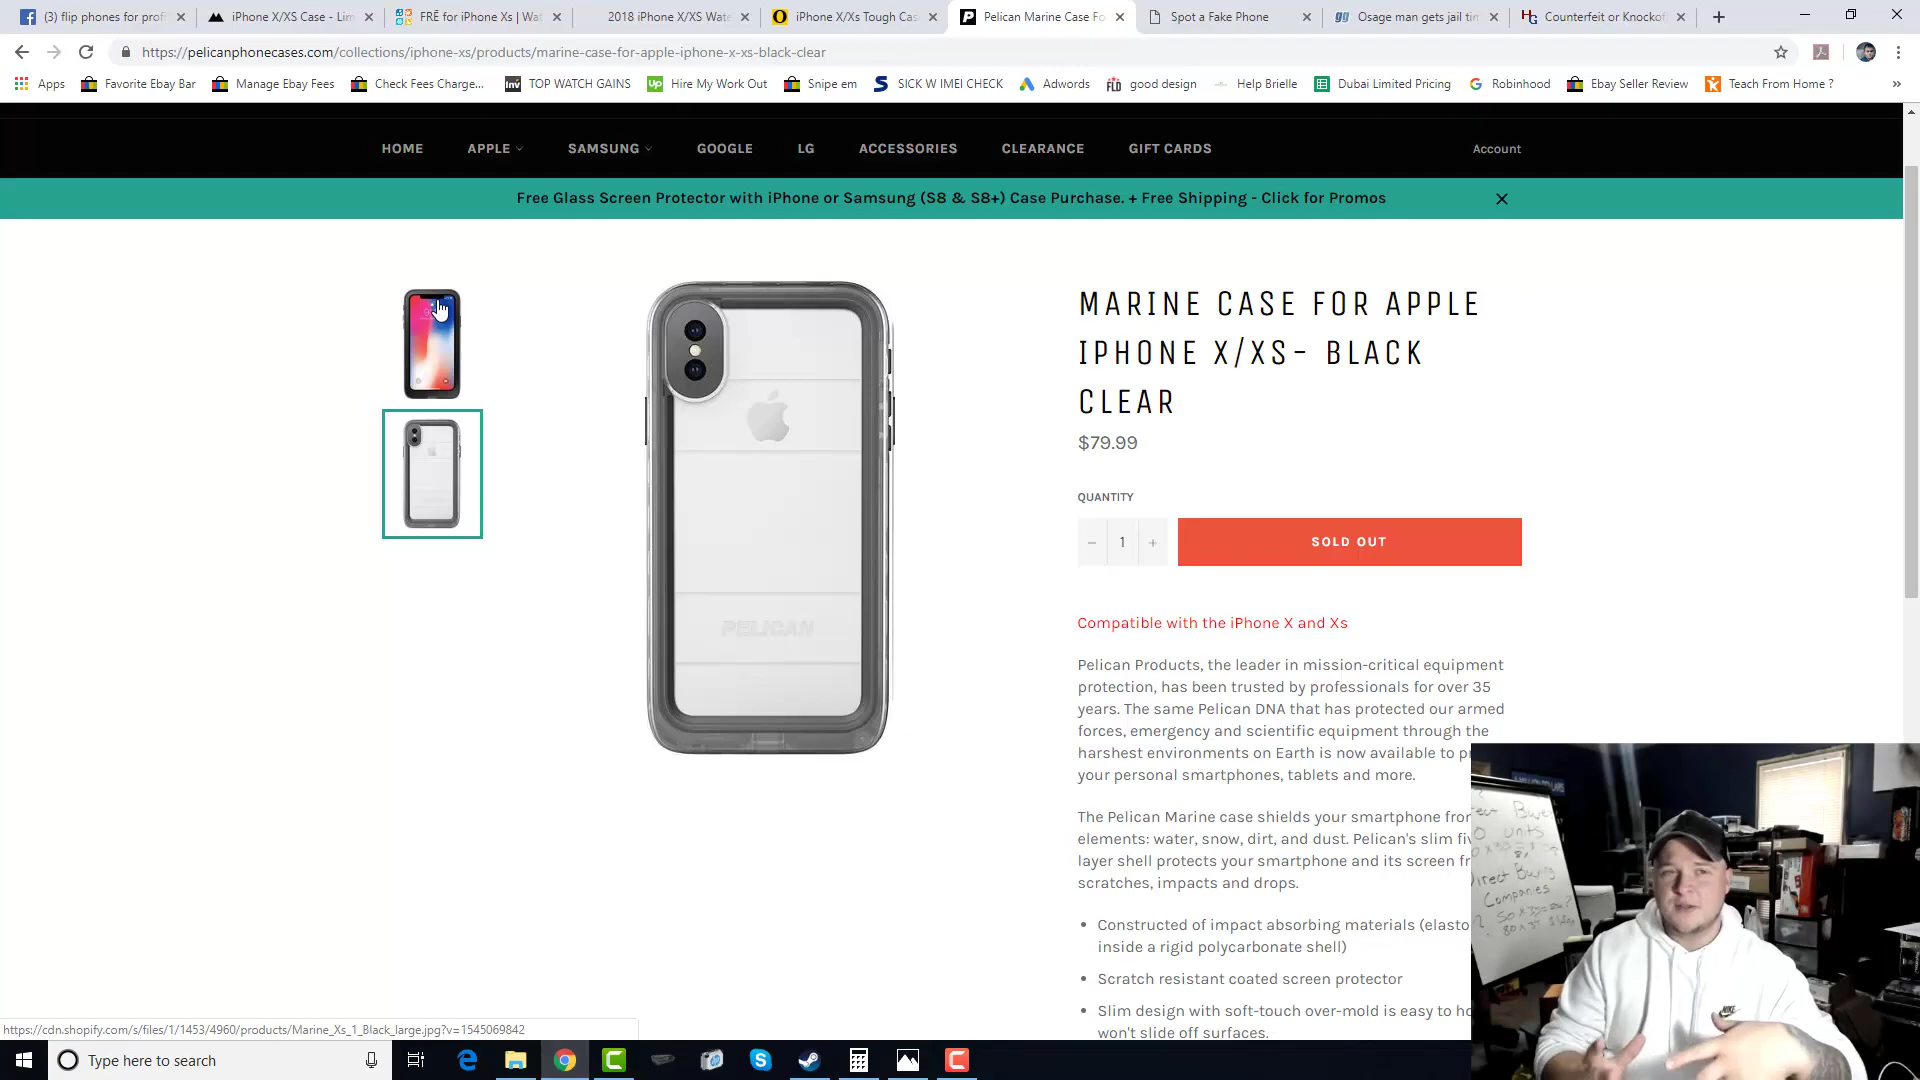 (3) flip phones for profi
iPhone X/XS Case - Lim
FRĒ for iPhone Xs | Wat
2018 iPhone X/XS Wate
iPhone X/Xs Tough Cas
Pelican Marine Case Fo
Spot a Fake Phone
Osage man gets jail tim
Counterfeit or Knockof
https://pelicanphonecases.com/collections/iphone-xs/products/marine-case-for-apple-iphone-x-xs-black-clear
Apps
Favorite Ebay Bar
Manage Ebay Fees
Check Fees Charge...
TOP WATCH GAINS
Hire My Work Out
Snipe em
SICK W IMEI CHECK
Adwords
good design
Help Brielle
Dubai Limited Pricing
Robinhood
Ebay Seller Review
Teach From Home ?
HOME APPLE SAMSUNG GOOGLE LG ACCESSORIES CLEARANCE GIFT CARDS Account
Free Glass Screen Protector with iPhone or Samsung (S8 & S8+) Case Purchase. + Free Shipping - Click for Promos
MARINE CASE FOR APPLE
IPHONE X/XS- BLACK
CLEAR
$79.99
QUANTITY
− 1 +
SOLD OUT
PELICAN
Compatible with the iPhone X and Xs
Pelican Products, the leader in mission-critical equipment
protection, has been trusted by professionals for over 35
years. The same Pelican DNA that has protected our armed
forces, emergency and scientific equipment through the
harshest environments on Earth is now available to p
your personal smartphones, tablets and more.
The Pelican Marine case shields your smartphone fro
elements: water, snow, dirt, and dust. Pelican's slim fi
layer shell protects your smartphone and its screen fr
scratches, impacts and drops.
• Constructed of impact absorbing materials (elasto
inside a rigid polycarbonate shell)
• Scratch resistant coated screen protector
• Slim design with soft-touch over-mold is easy to ho
won't slide off surfaces.
units
Direct Buying
Companies
https://cdn.shopify.com/s/files/1/1453/4960/products/Marine_Xs_1_Black_large.jpg?v=1545069842
Type here to search